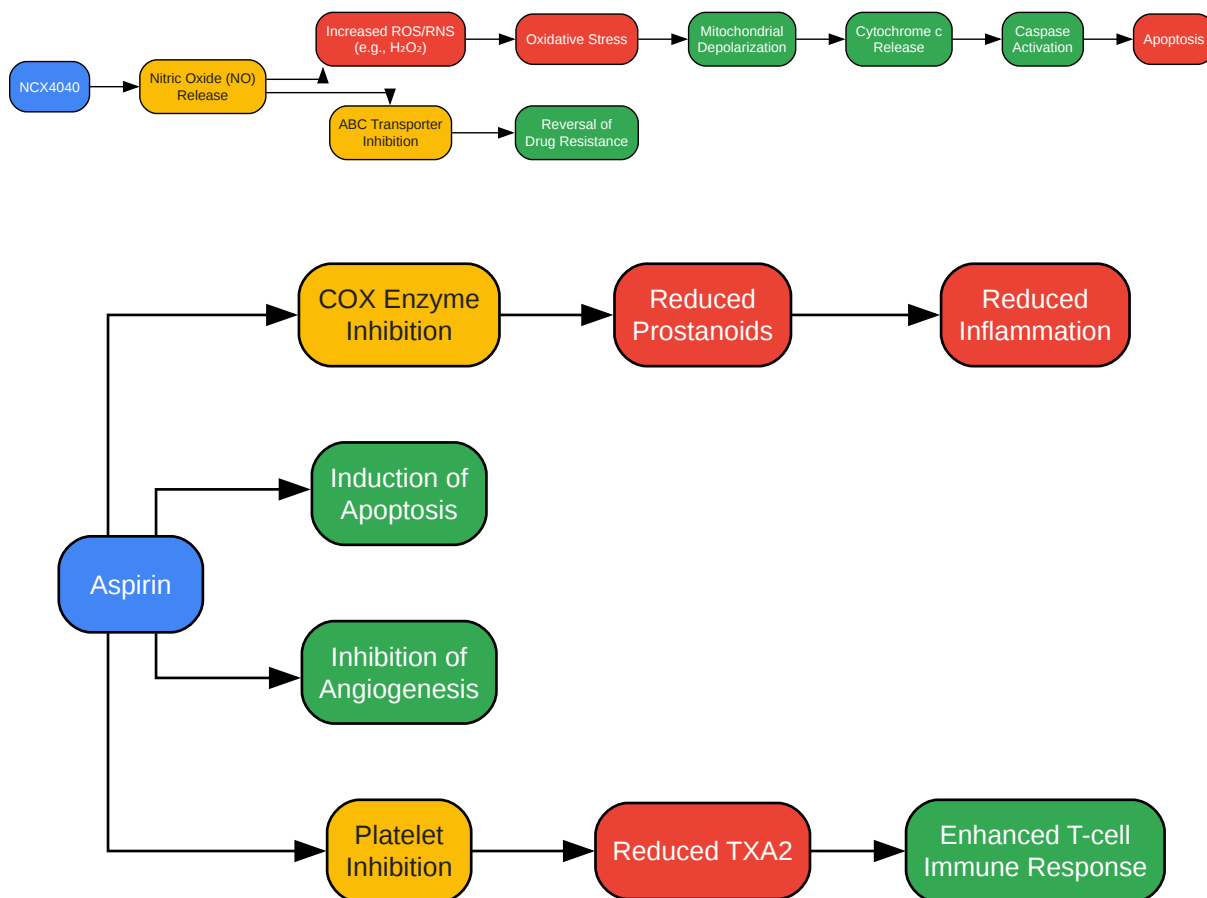 Increased ROS/RNS
(e.g., H₂O₂)
Oxidative Stress
Mitochondrial
Depolarization
Cytochrome c
Release
Caspase
Activation
Apoptosis
NCX4040
Nitric Oxide (NO)
Release
ABC Transporter
Inhibition
Reversal of
Drug Resistance
COX Enzyme
Inhibition
Reduced
Prostanoids
Reduced
Inflammation
Induction of
Apoptosis
Aspirin
Inhibition of
Angiogenesis
Platelet
Inhibition
Reduced TXA2
Enhanced T-cell
Immune Response